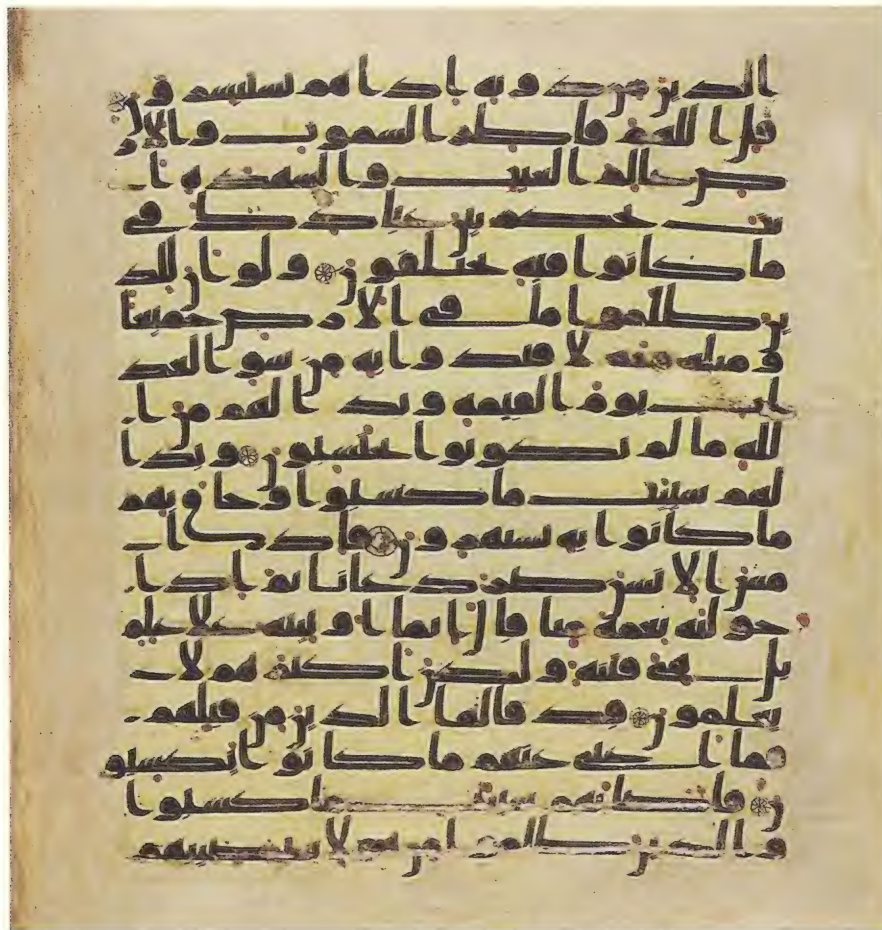 الذين من دونه اذا هم يستبشرون
قل اللهم فاطر السموت والار
ض علم الغيب والشهدة ا
نت تحكم بين عبادك في
ما كانوا فيه يختلفون ولو ان للذ
ين ظلموا ما في الارض جميعا
ومثله معه لافتدوا به من سوء العذ
اب يوم القيمة وبدا لهم من ا
لله ما لم يكونوا يحتسبون وبدا
لهم سيات ما كسبوا وحاق بهم
ما كانوا به يستهزون فاذا
مس الانسن ضر دعانا ثم اذا
خولنه نعمة منا قال انما اوتيته على علم
بل هي فتنة ولكن اكثرهم لا
يعلمون قد قالها الذين من قبلهم
فما اغنى عنهم ما كانوا يكسبو
ن فاصابهم سيات ما كسبوا
والذين ظلموا من هولا سيصيبهم